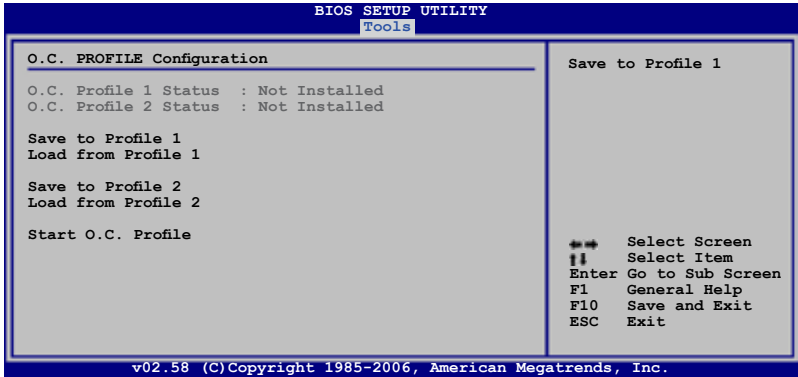 BIOS SETUP UTILITY
Tools
O.C. PROFILE Configuration
O.C. Profile 1 Status : Not Installed
O.C. Profile 2 Status : Not Installed
Save to Profile 1
Load from Profile 1
Save to Profile 2
Load from Profile 2
Start O.C. Profile
Save to Profile 1
←→ Select Screen
↑↓ Select Item
Enter Go to Sub Screen
F1 General Help
F10 Save and Exit
ESC Exit
v02.58 (C)Copyright 1985-2006, American Megatrends, Inc.